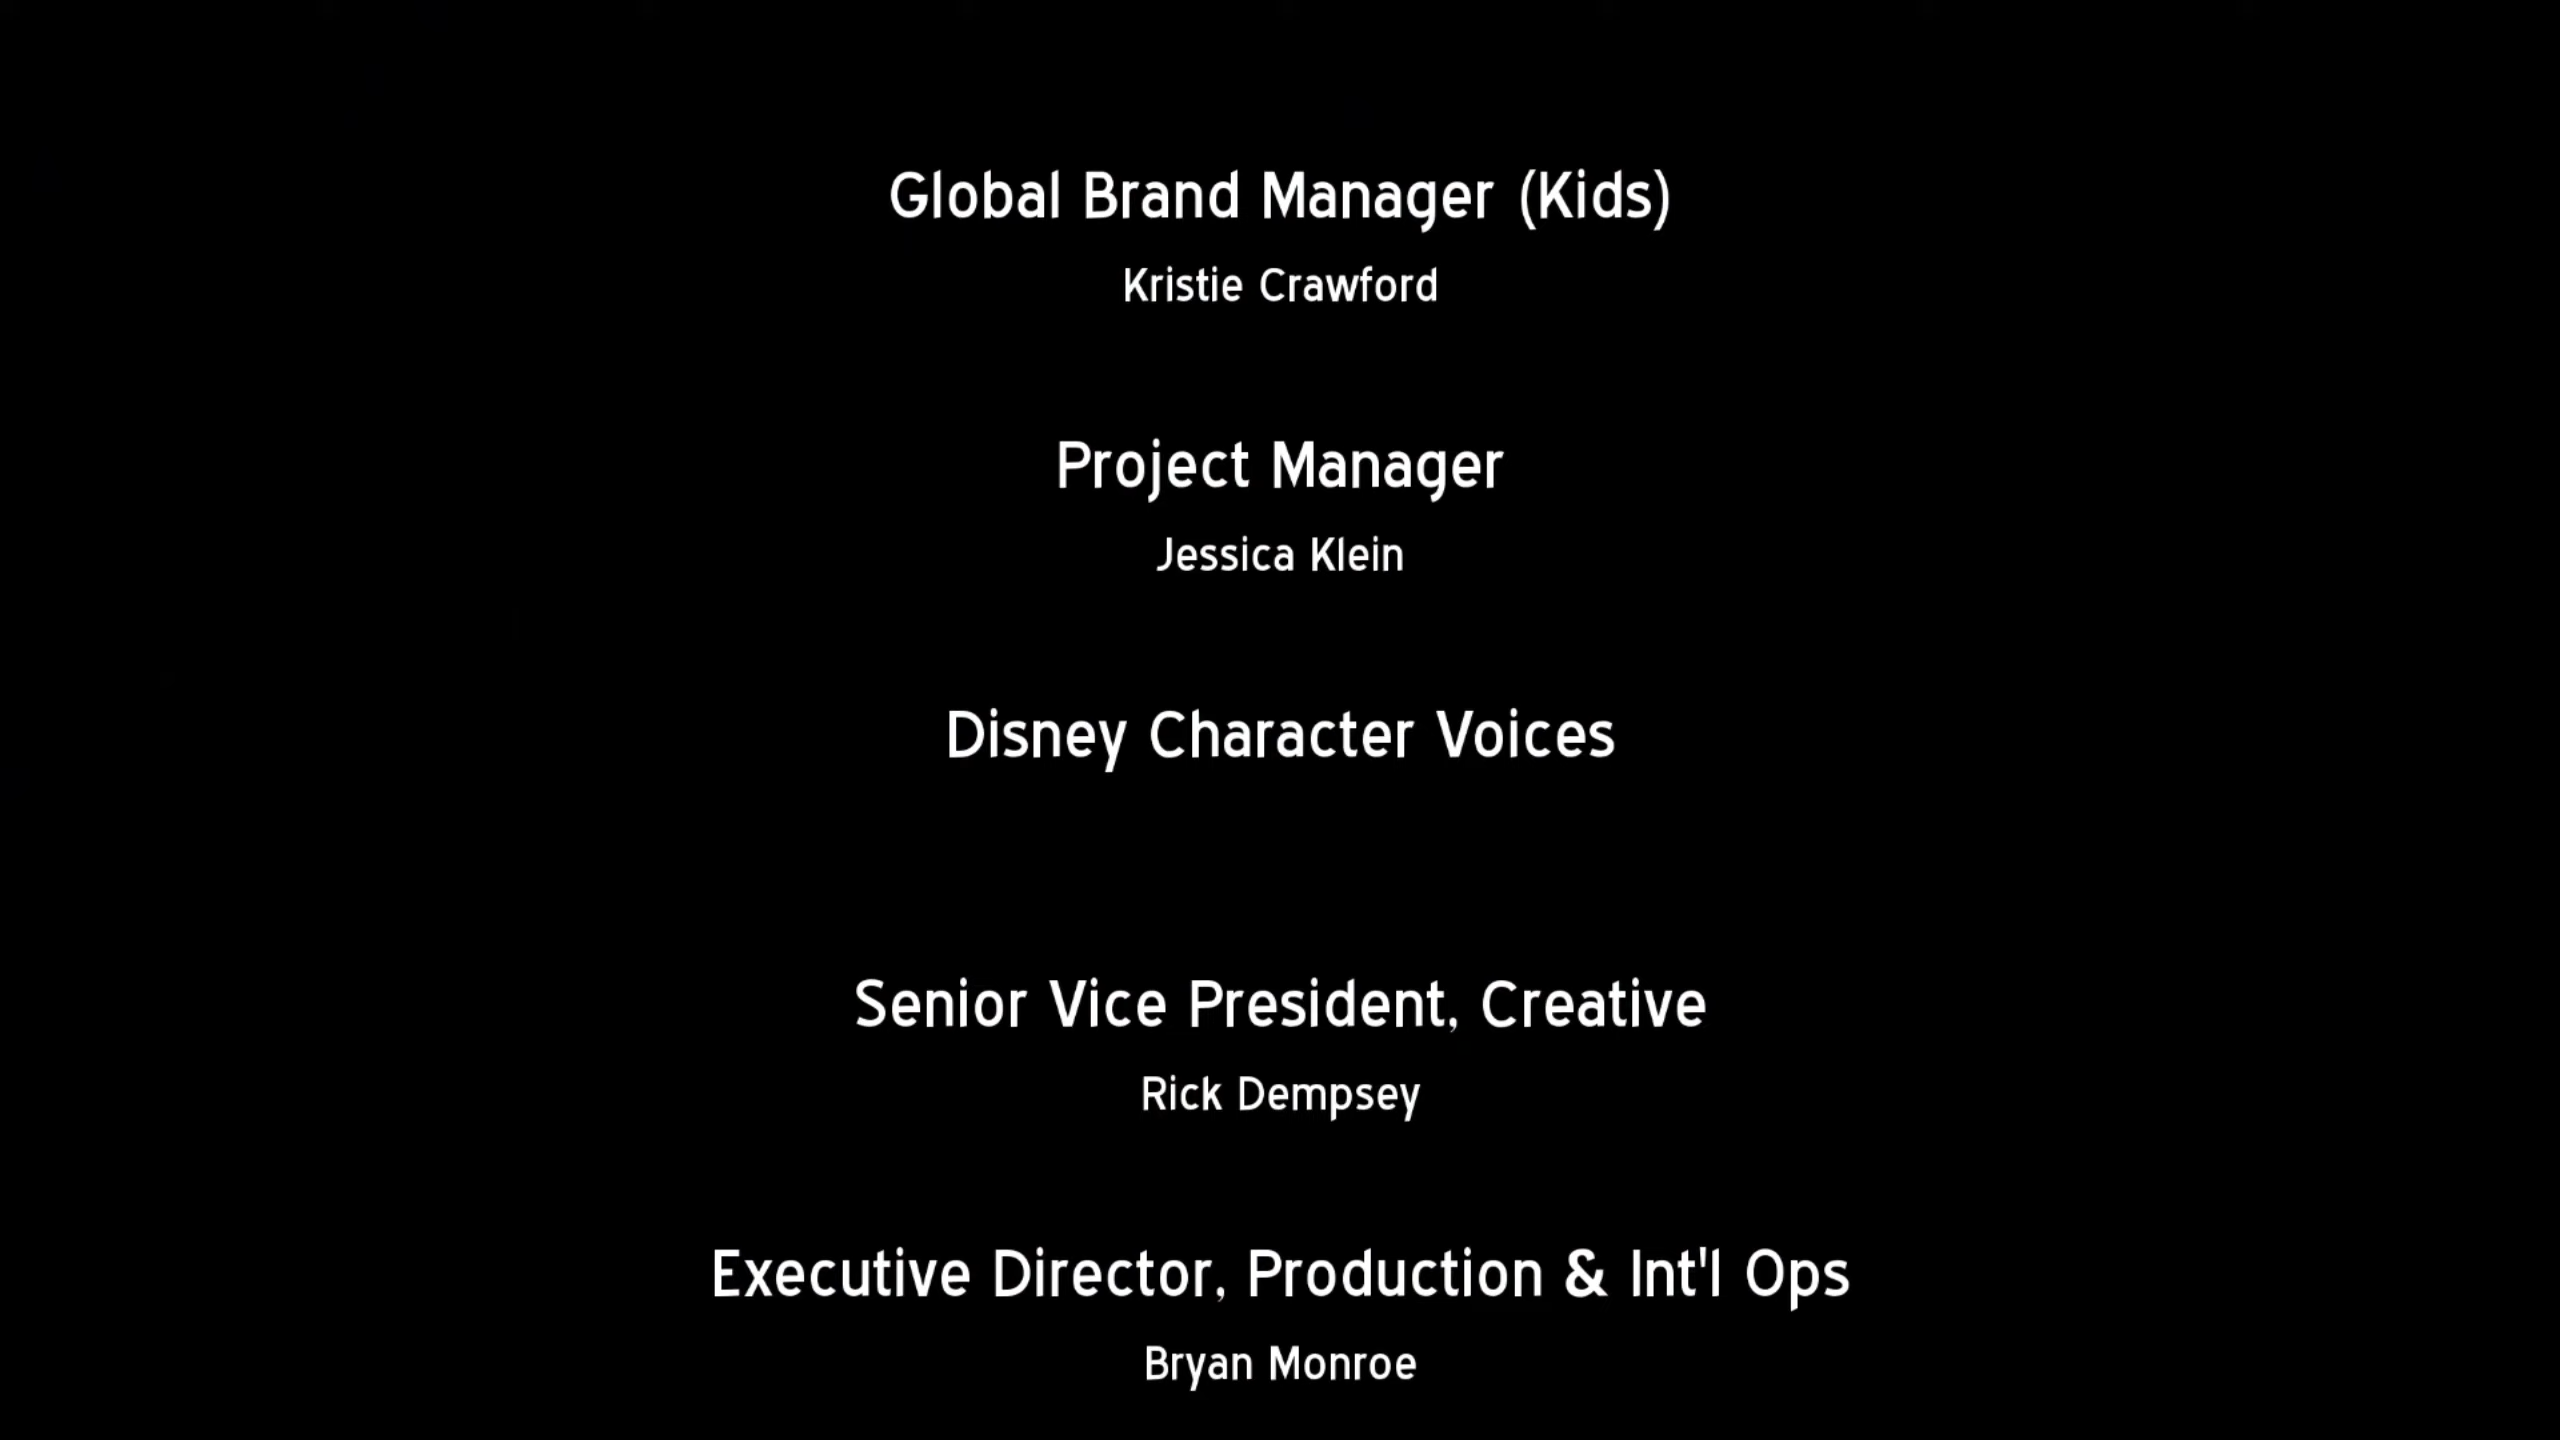 Global Brand Manager (Kids)
Kristie Crawford
Project Manager
Jessica Klein
Disney Character Voices
Senior Vice President, Creative
Rick Dempsey
Executive Director, Production & Int'l Ops
Bryan Monroe